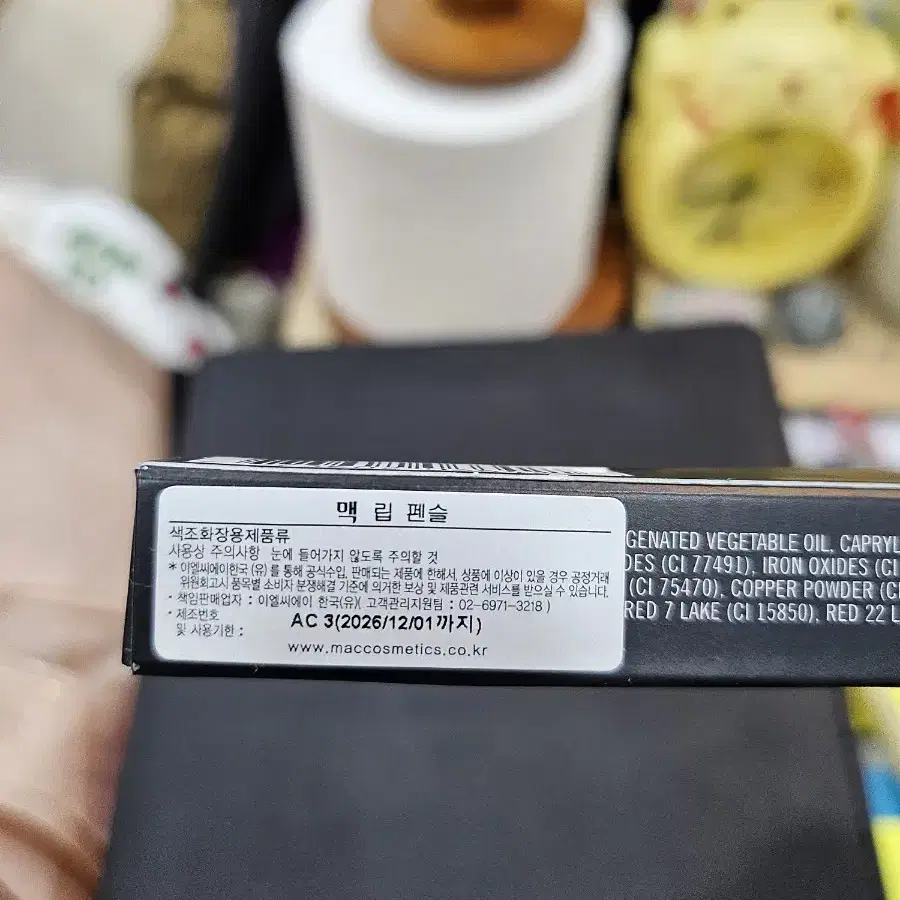 맥 립 펜슬
색조화장용제품류
사용상 주의사항 눈에 들어가지 않도록 주의할 것
* 이엘씨에이한국 (유) 를 통해 공식수입, 판매되는 제품에 한해서, 상품에 이상이 있을 경우 공정거래
위원회고시 품목별 소비자 분쟁해결 기준에 의거한 보상 및 제품관련 서비스를 받으실 수 있습니다.
· 책임판매업자 : 이엘씨에이 한국(유)( 고객관리지원팀 : 02-6971-3218 )
· 제조번호
및 사용기한 : AC 3(2026/12/01까지)
www.maccosmetics.co.kr
GENATED VEGETABLE OIL, CAPRYL
DES (CI 77491), IRON OXIDES (CI
(CI 75470), COPPER POWDER (C
RED 7 LAKE (CI 15850), RED 22 L